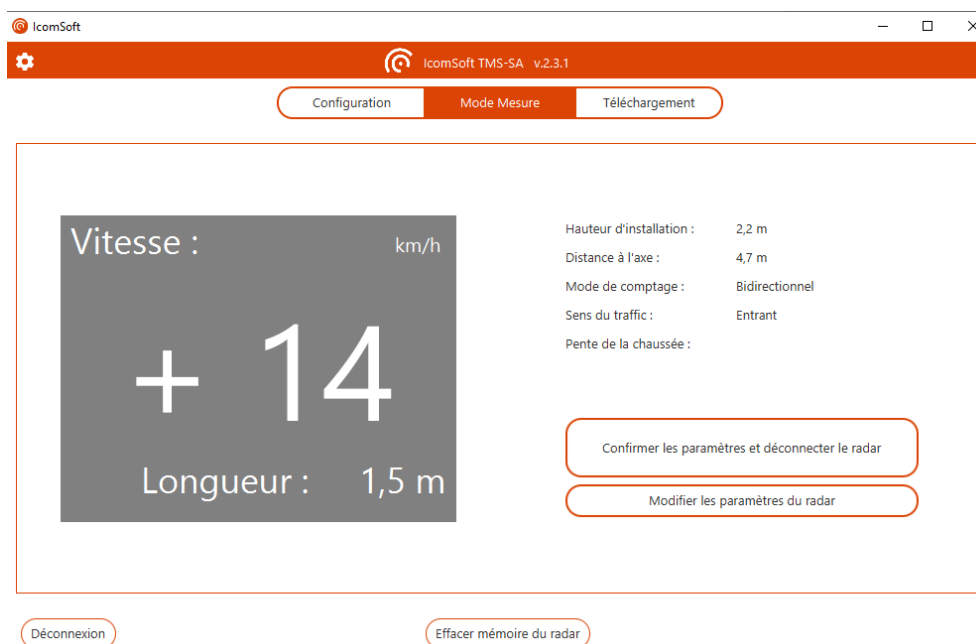 IcomSoft
IcomSoft TMS-SA v.2.3.1
Configuration Mode Mesure Téléchargement
Vitesse : km/h
+ 14
Longueur : 1,5 m
Hauteur d'installation : 2,2 m
Distance à l'axe : 4,7 m
Mode de comptage : Bidirectionnel
Sens du traffic : Entrant
Pente de la chaussée :
Confirmer les paramètres et déconnecter le radar
Modifier les paramètres du radar
Déconnexion Effacer mémoire du radar